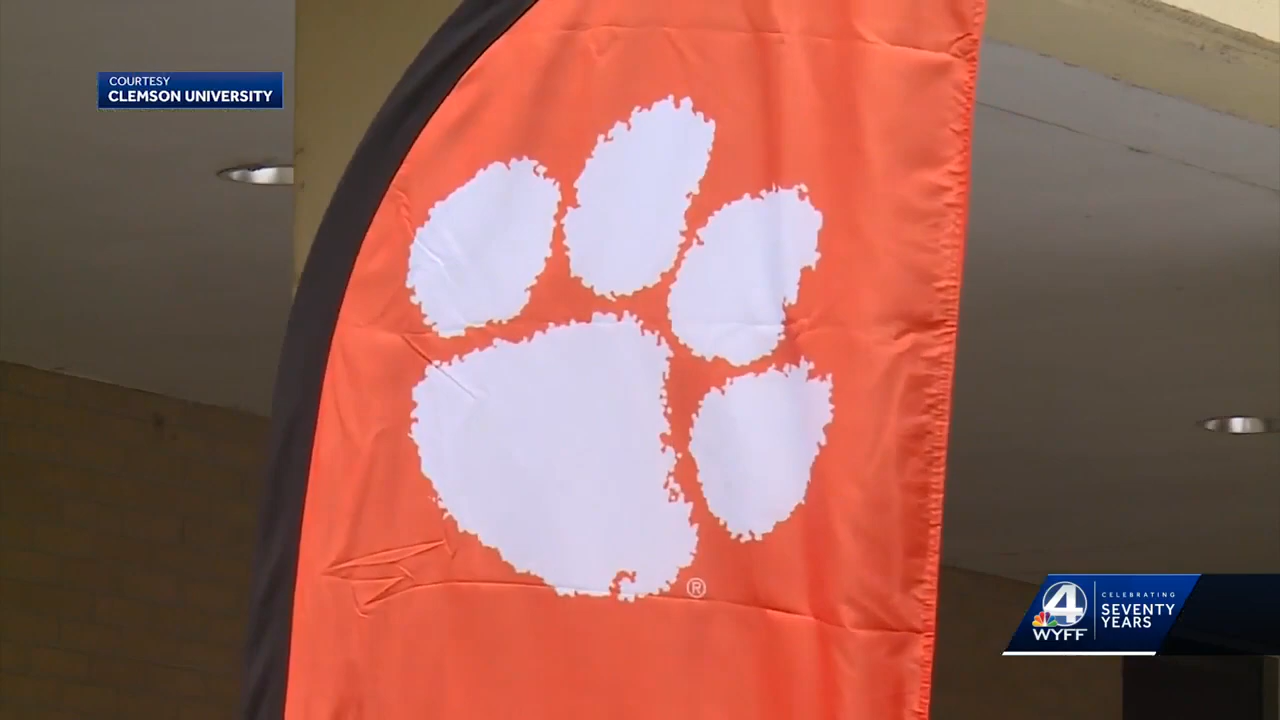 COURTESY
CLEMSON UNIVERSITY
®
4
WYFF
CELEBRATING
SEVENTY
YEARS